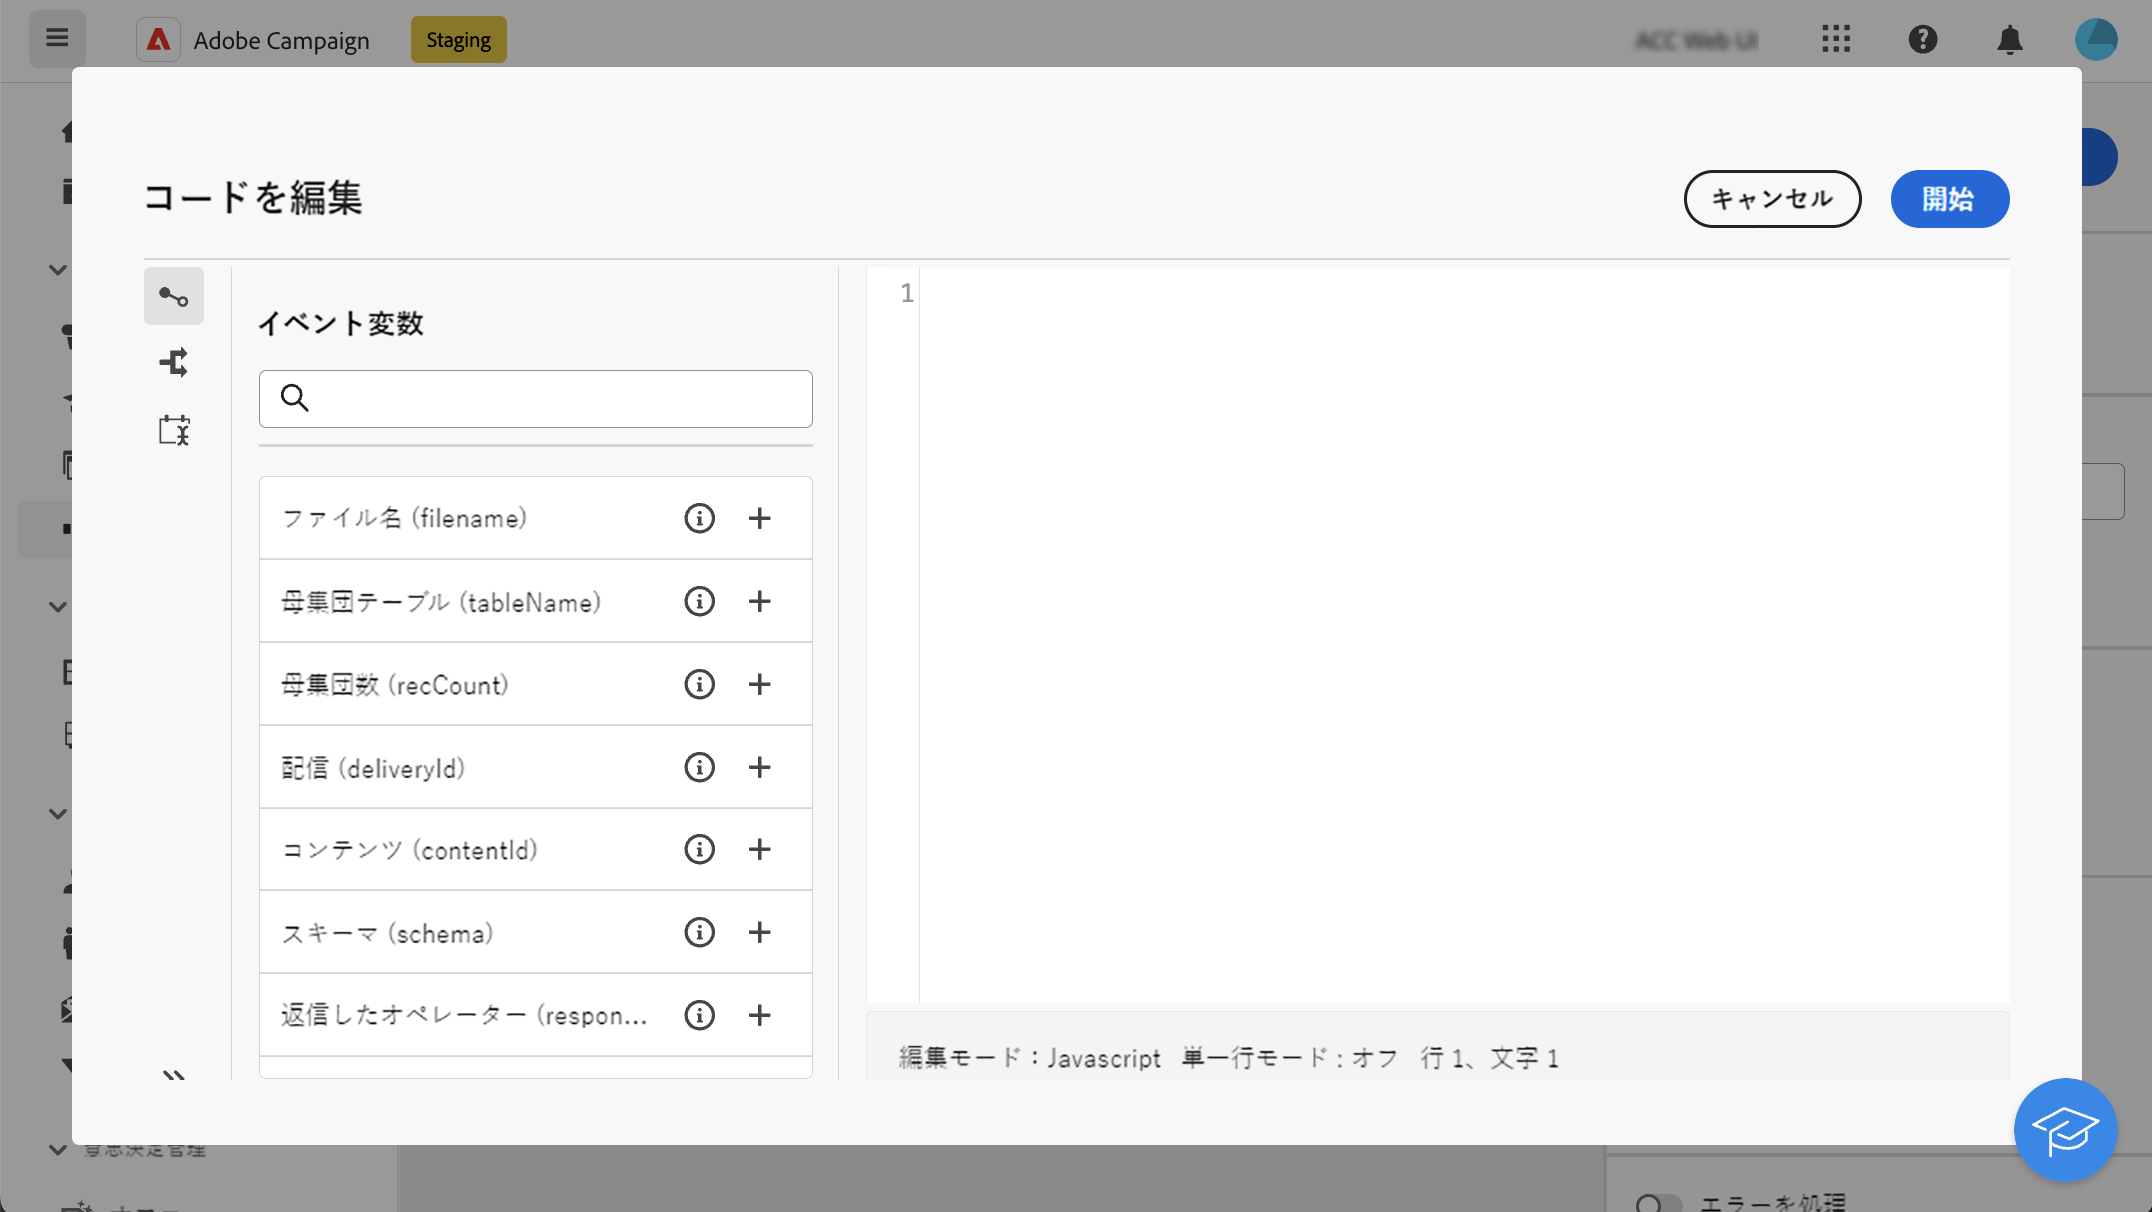 Adobe Campaign
Staging
ACC Web UI
コードを編集
キャンセル
開始
イベント変数
1
ファイル名 (filename)
母集団テーブル (tableName)
母集団数 (recCount)
配信 (deliveryId)
コンテンツ (contentId)
スキーマ (schema)
返信したオペレーター (respon...
編集モード：Javascript 単一行モード : オフ 行 1、文字 1
意思決定管理
エラーを処理